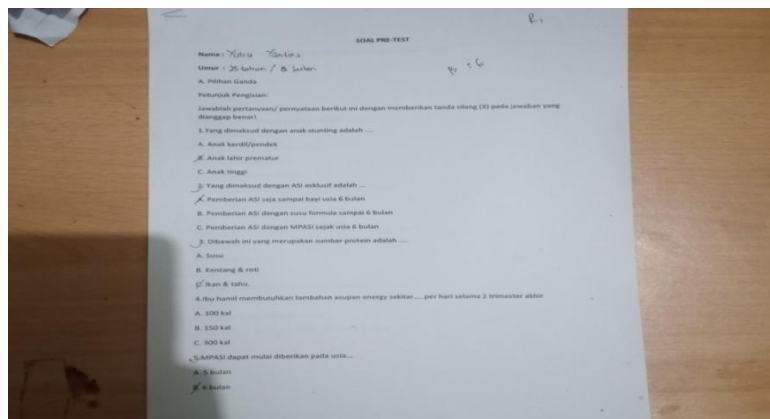 R1
SOAL PRE-TEST
Nama : Yulia
Umur : 25 tahun / 8 bulan
A. Pilihan Ganda
Petunjuk Pengisian:
Jawablah pertanyaan/ pernyataan berikut ini dengan memberikan tanda silang (X) pada jawaban yang
dianggap benar!
1. Yang dimaksud dengan anak stunting adalah ....
A. Anak kerdil/pendek
B. Anak lahir prematur
C. Anak tinggi
2. Yang dimaksud dengan ASI esklusif adalah ...
A. Pemberian ASI saja sampai bayi usia 6 bulan
B. Pemberian ASI dengan susu formula sampai 6 bulan
C. Pemberian ASI dengan MPASI sejak usia 6 bulan
3. Dibawah ini yang merupakan sumber protein adalah .....
A. Susu
B. Kentang & roti
C. Ikan & tahu.
4.Ibu hamil membutuhkan tambahan asupan energy sekitar.....per hari selama 2 trimester akhir
A. 100 kal
B. 150 kal
C. 300 kal
5.MPASI dapat mulai diberikan pada usia...
A. 5 bulan
B. 6 bulan